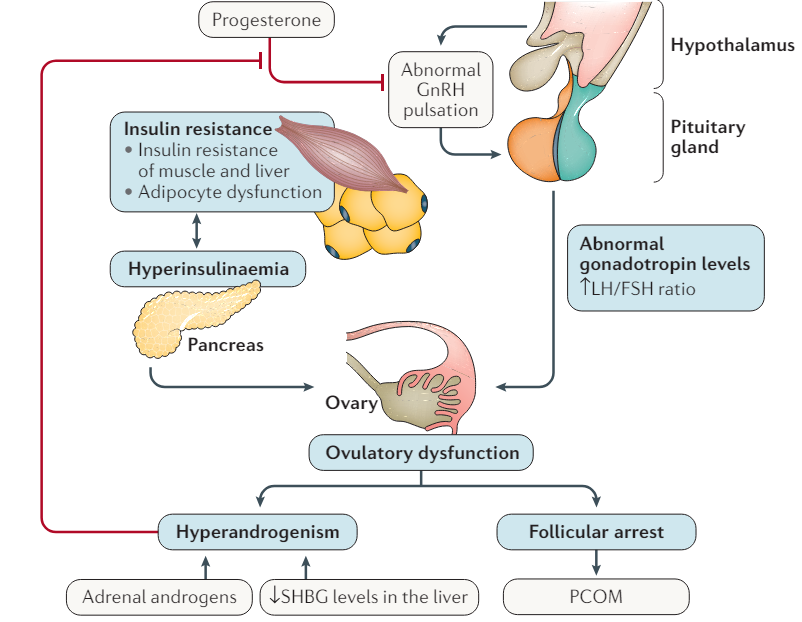 Progesterone
Hypothalamus
Abnormal
GnRH
pulsation
Pituitary
gland
Insulin resistance
• Insulin resistance
of muscle and liver
• Adipocyte dysfunction
Hyperinsulinaemia
Abnormal
gonadotropin levels
↑LH/FSH ratio
Pancreas
Ovary
Ovulatory dysfunction
Hyperandrogenism
Follicular arrest
Adrenal androgens
↓SHBG levels in the liver
PCOM